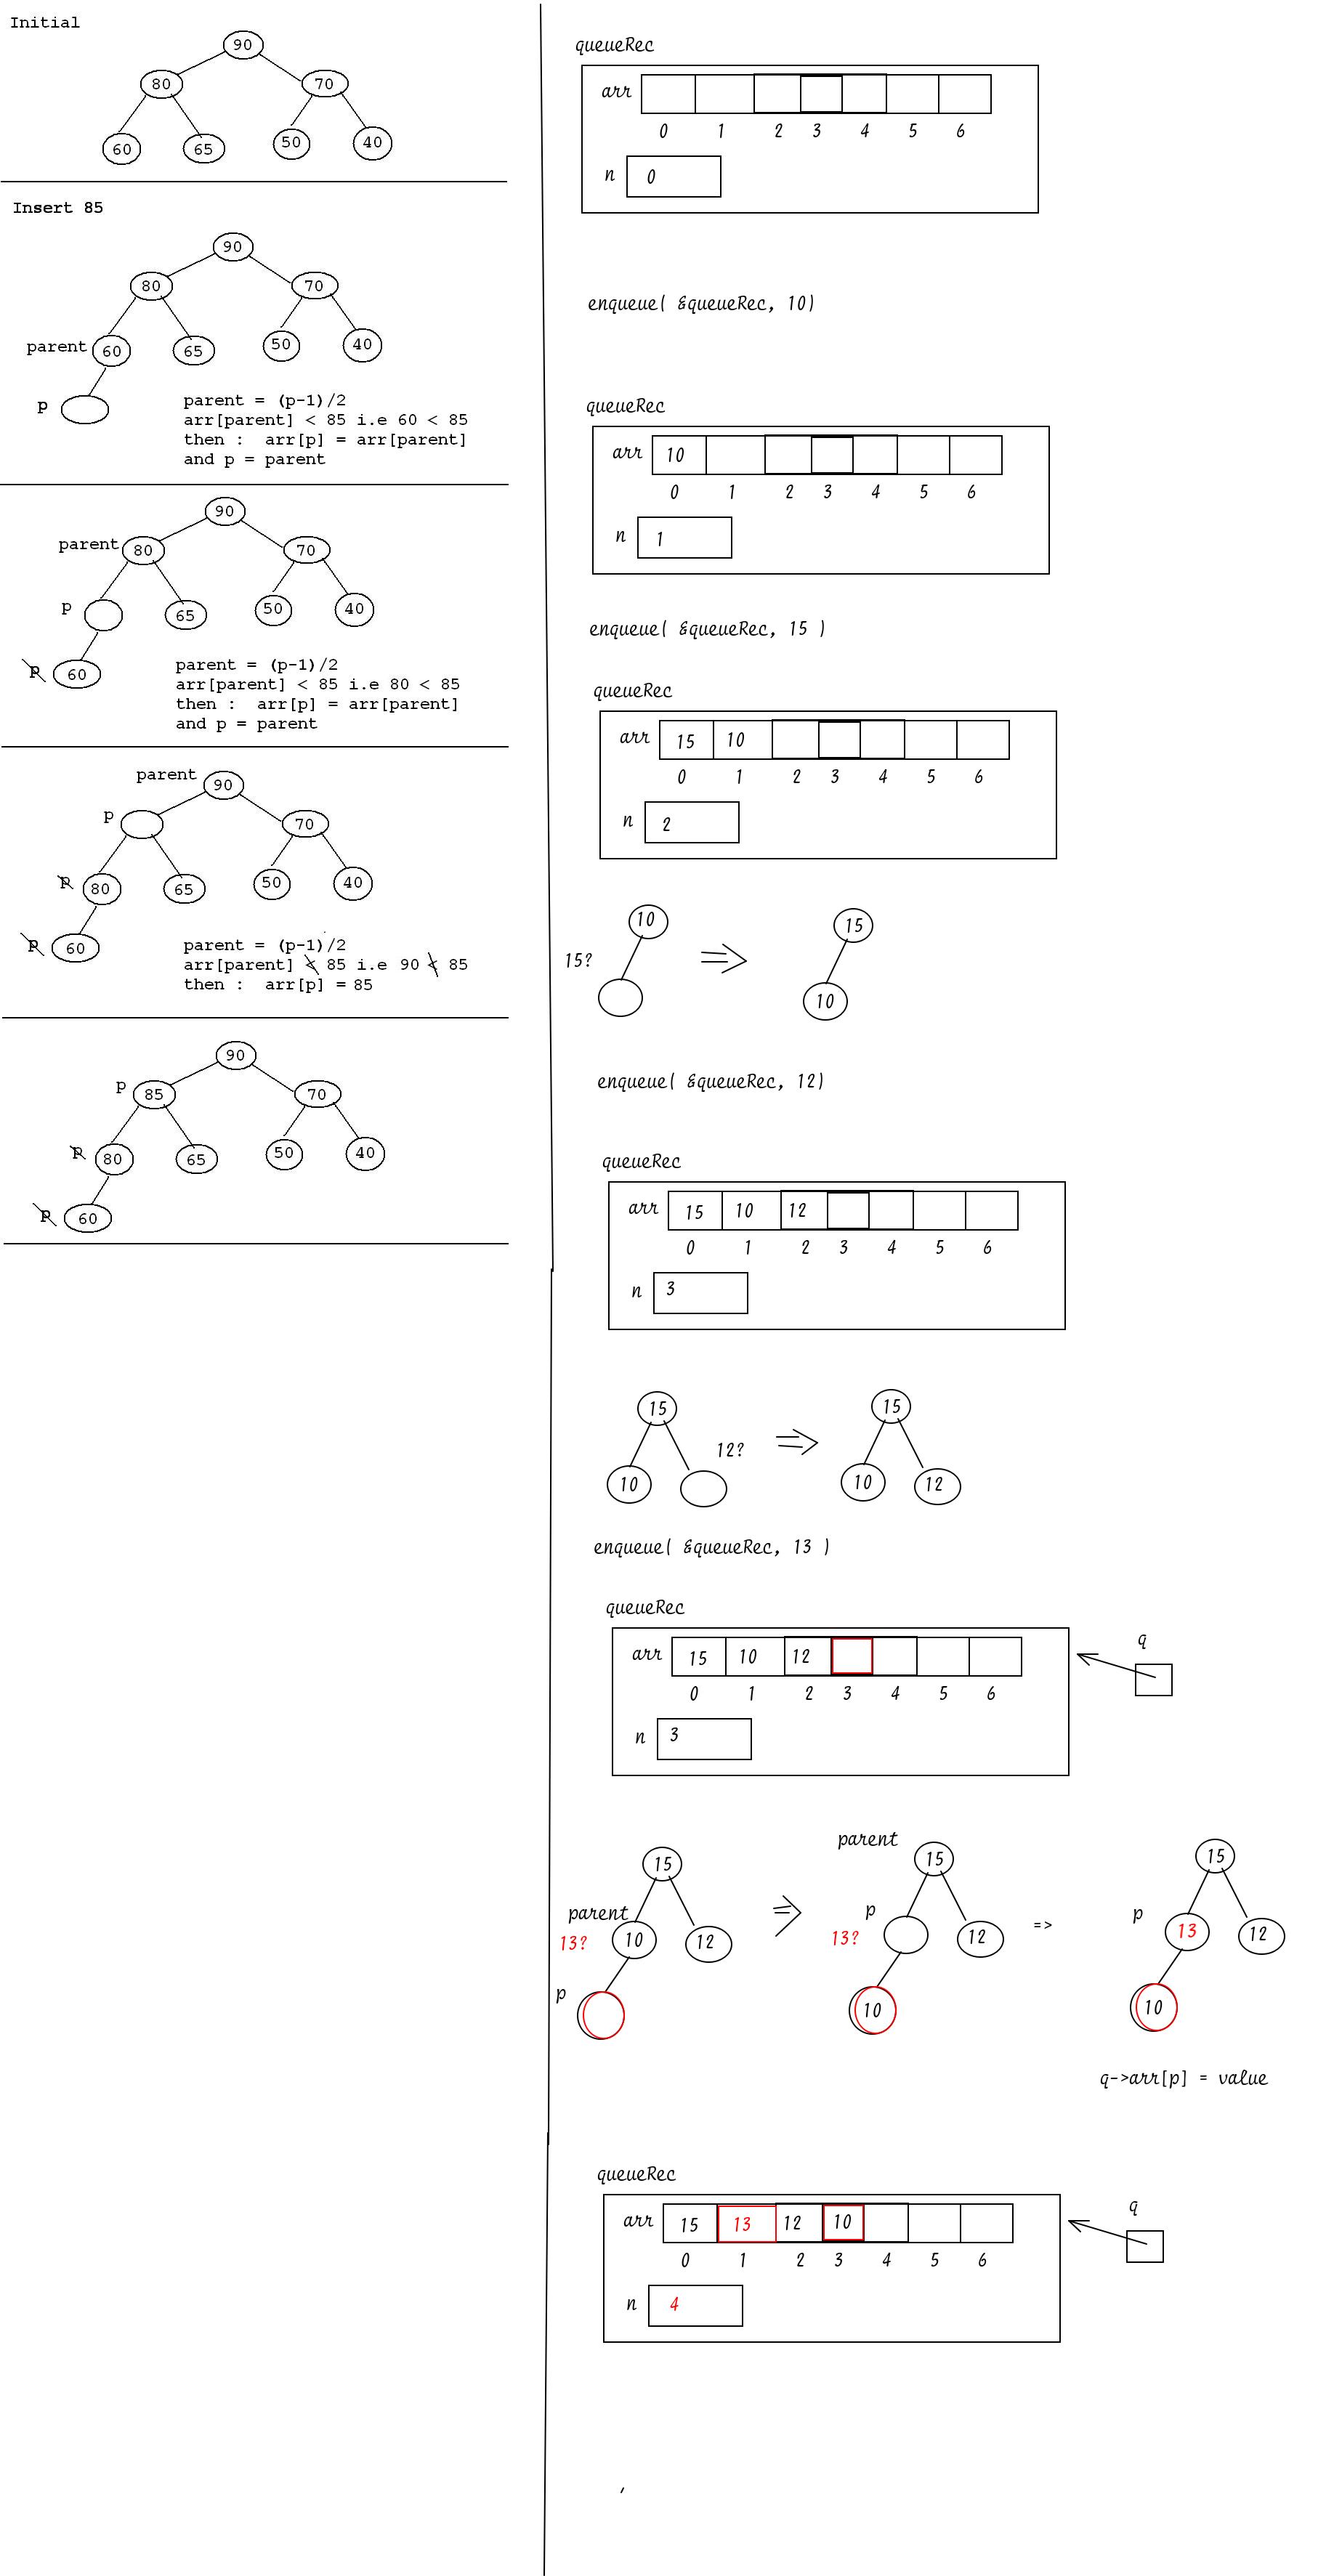 Initial
90
80
70
60
65
50
40
Insert 85
90
80
70
parent
60
65
50
40
p
parent = (p-1)/2
arr[parent] < 85 i.e 60 < 85
then :  arr[p] = arr[parent]
and p = parent
90
parent
80
70
p
65
50
40
p
60
parent = (p-1)/2
arr[parent] < 85 i.e 80 < 85
then :  arr[p] = arr[parent]
and p = parent
parent
90
p
70
p
80
65
50
40
p
60
parent = (p-1)/2
arr[parent] < 85 i.e 90 < 85
then :  arr[p] = 85
90
p
85
70
p
80
65
50
40
p
60
queueRec
arr
0 1 2 3 4 5 6
n 0
enqueue( &queueRec, 10)
queueRec
arr 10
0 1 2 3 4 5 6
n 1
enqueue( &queueRec, 15 )
queueRec
arr 15 10
0 1 2 3 4 5 6
n 2
10
15
15?
=>
10
enqueue( &queueRec, 12)
queueRec
arr 15 10 12
0 1 2 3 4 5 6
n 3
15
15
12?
=>
10
10
12
enqueue( &queueRec, 13 )
queueRec
arr 15 10 12
0 1 2 3 4 5 6
n 3
q
15
parent
13?
10
12
p
=>
parent
15
p
13?
12
10
=>
15
p
13
12
10
q->arr[p] = value
queueRec
arr 15 13 12 10
0 1 2 3 4 5 6
n 4
q